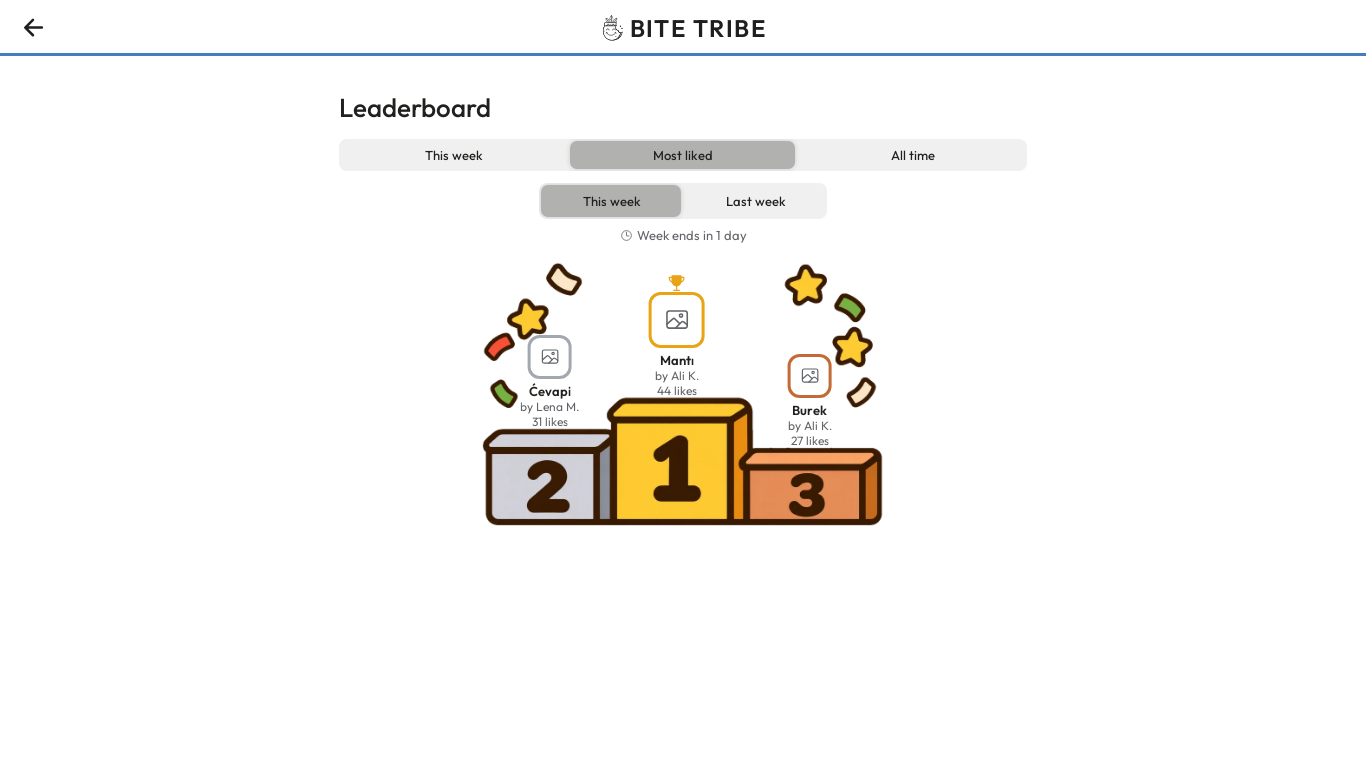 BITE TRIBE
Leaderboard
This week
Most liked
All time
This week
Last week
Week ends in 1 day
Mantı
by Ali K.
44 likes
Ćevapi
by Lena M.
31 likes
Burek
by Ali K.
27 likes
1
2
3